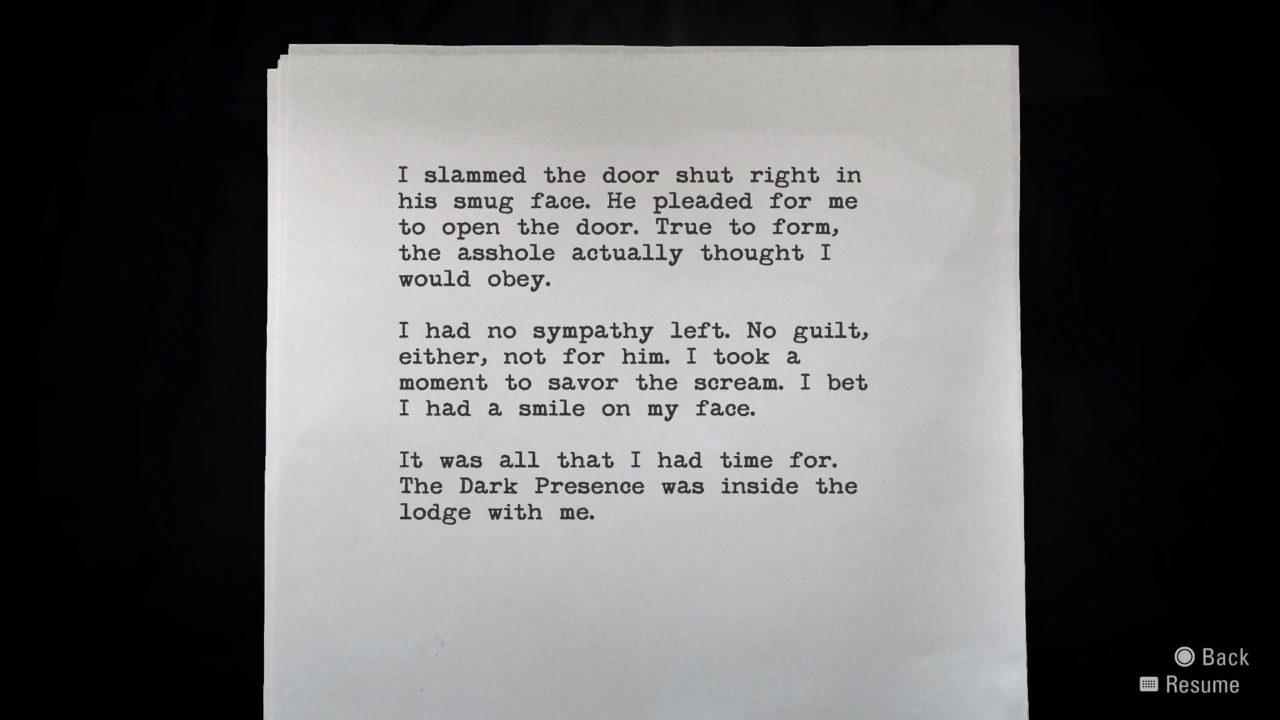 I slammed the door shut right in
his smug face. He pleaded for me
to open the door. True to form,
the asshole actually thought I
would obey.
I had no sympathy left. No guilt,
either, not for him. I took a
moment to savor the scream. I bet
I had a smile on my face.
It was all that I had time for.
The Dark Presence was inside the
lodge with me.
Back
Resume